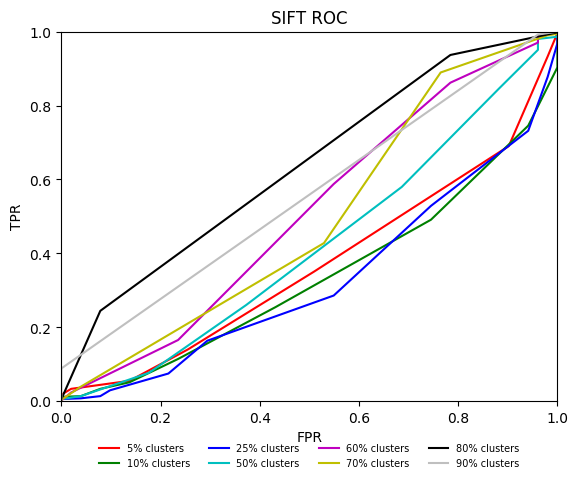 SIFT ROC
1.0
0.8
0.6
0.4
0.2
0.0
TPR
0.0 0.2 0.4 0.6 0.8 1.0
FPR
5% clusters 25% clusters 60% clusters 80% clusters
10% clusters 50% clusters 70% clusters 90% clusters